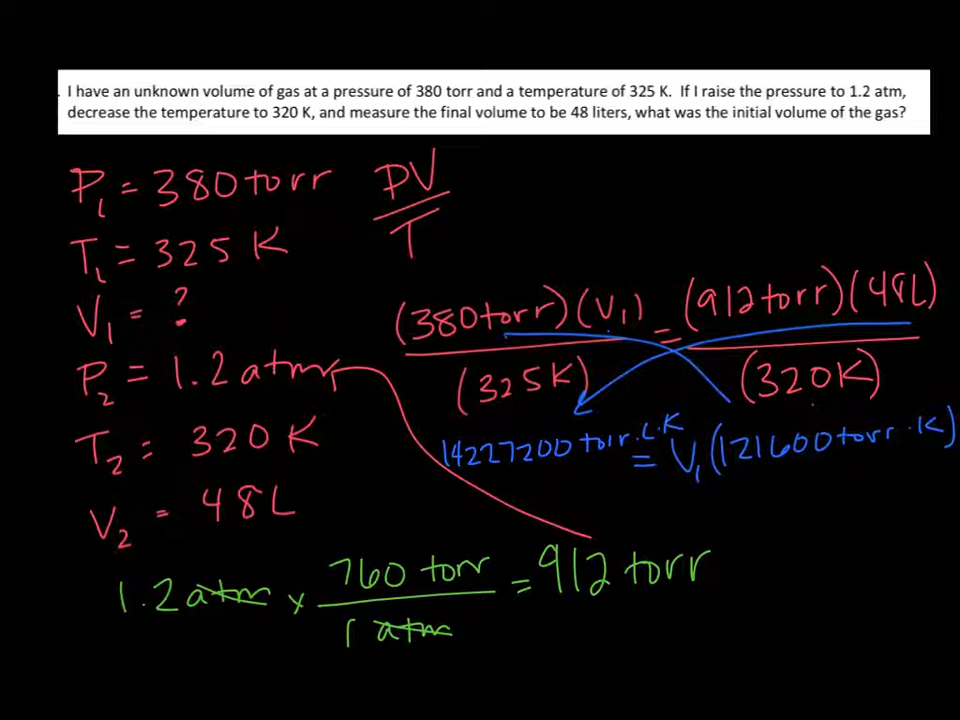 . I have an unknown volume of gas at a pressure of 380 torr and a temperature of 325 K.  If I raise the pressure to 1.2 atm,
decrease the temperature to 320 K, and measure the final volume to be 48 liters, what was the initial volume of the gas?
P₁ = 380 torr
PV
T
T₁ = 325 K
V₁ = ?
(380 torr)(V₁) = (912 torr)(48L)
(325K) (320K)
P₂ = 1.2 atm
14227200 torr·L·K = V₁(121600 torr·K)
T₂ = 320 K
V₂ = 48L
1.2 atm x 760 torr = 912 torr
1 atm